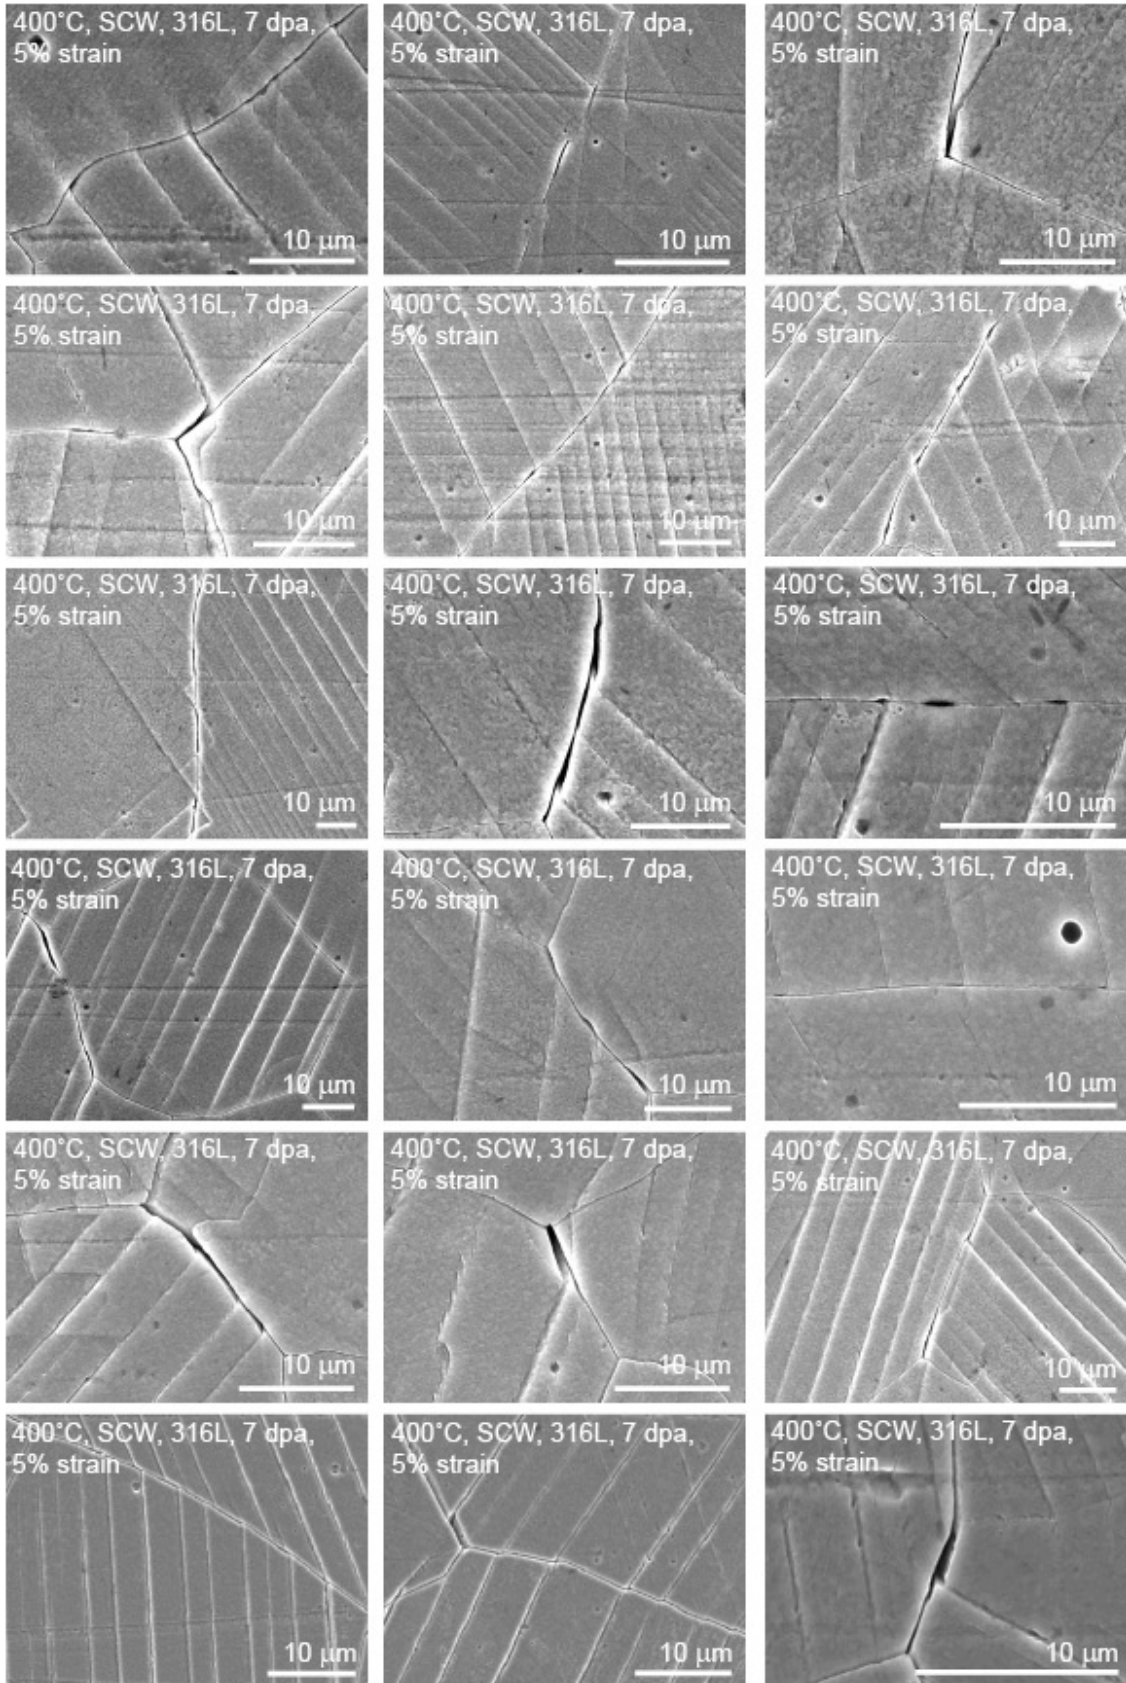 400°C, SCW, 316L, 7 dpa,
5% strain
10 μm
400°C, SCW, 316L, 7 dpa,
5% strain
10 μm
400°C, SCW, 316L, 7 dpa,
5% strain
10 μm
400°C, SCW, 316L, 7 dpa,
5% strain
10 μm
400°C, SCW, 316L, 7 dpa,
5% strain
10 μm
400°C, SCW, 316L, 7 dpa,
5% strain
10 μm
400°C, SCW, 316L, 7 dpa,
5% strain
10 μm
400°C, SCW, 316L, 7 dpa,
5% strain
10 μm
400°C, SCW, 316L, 7 dpa,
5% strain
10 μm
400°C, SCW, 316L, 7 dpa,
5% strain
10 μm
400°C, SCW, 316L, 7 dpa,
5% strain
10 μm
400°C, SCW, 316L, 7 dpa,
5% strain
10 μm
400°C, SCW, 316L, 7 dpa,
5% strain
10 μm
400°C, SCW, 316L, 7 dpa,
5% strain
10 μm
400°C, SCW, 316L, 7 dpa,
5% strain
10 μm
400°C, SCW, 316L, 7 dpa,
5% strain
10 μm
400°C, SCW, 316L, 7 dpa,
5% strain
10 μm
400°C, SCW, 316L, 7 dpa,
5% strain
10 μm